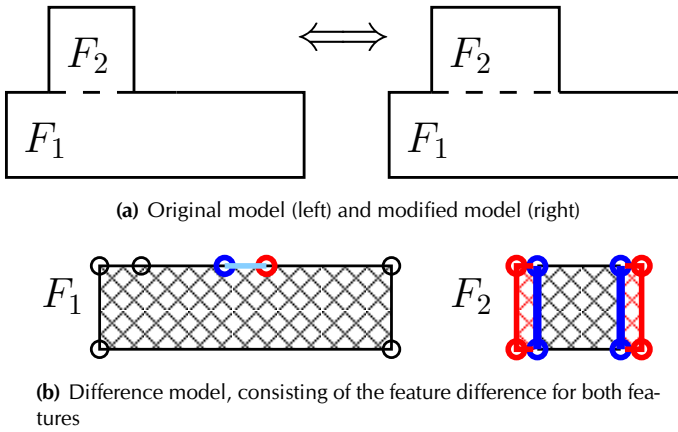 F₂ ⟺ F₂
F₁ F₁
(a) Original model (left) and modified model (right)
F₁ F₂
(b) Difference model, consisting of the feature difference for both fea-
tures